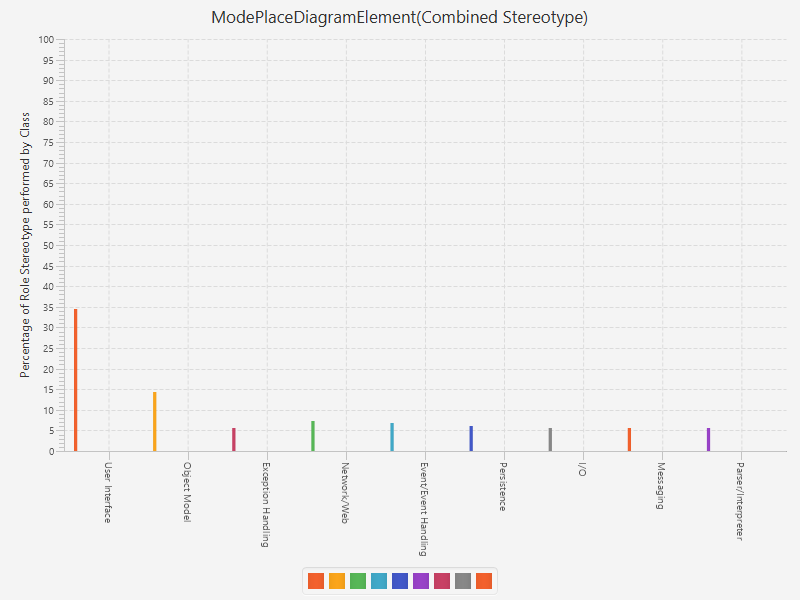 ModePlaceDiagramElement(Combined Stereotype)
Percentage of Role Stereotype performed by Class
100
95
90
85
80
75
70
65
60
55
50
45
40
35
30
25
20
15
10
5
0
User Interface
Object Model
Exception Handling
Network/Web
Event/Event Handling
Persistence
I/O
Messaging
Parser/Interpreter